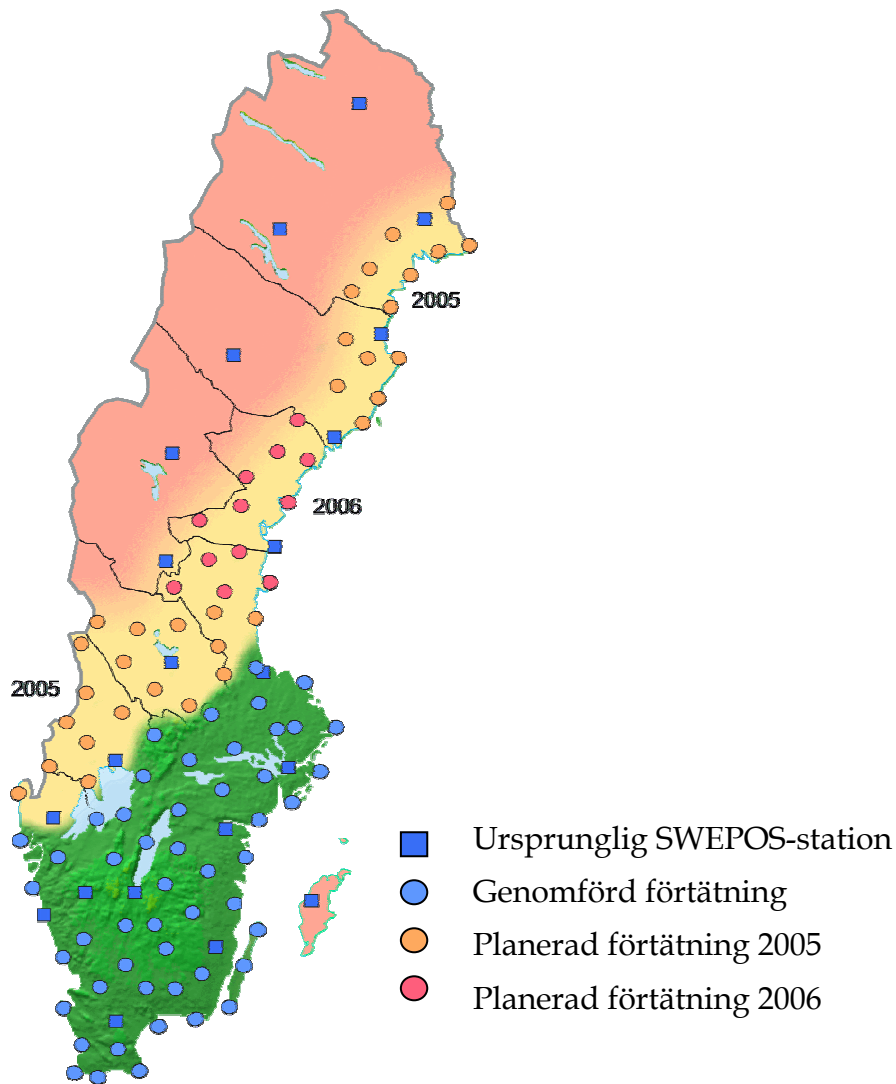 2005
2006
2005
Ursprunglig SWEPOS-station
Genomförd förtätning
Planerad förtätning 2005
Planerad förtätning 2006